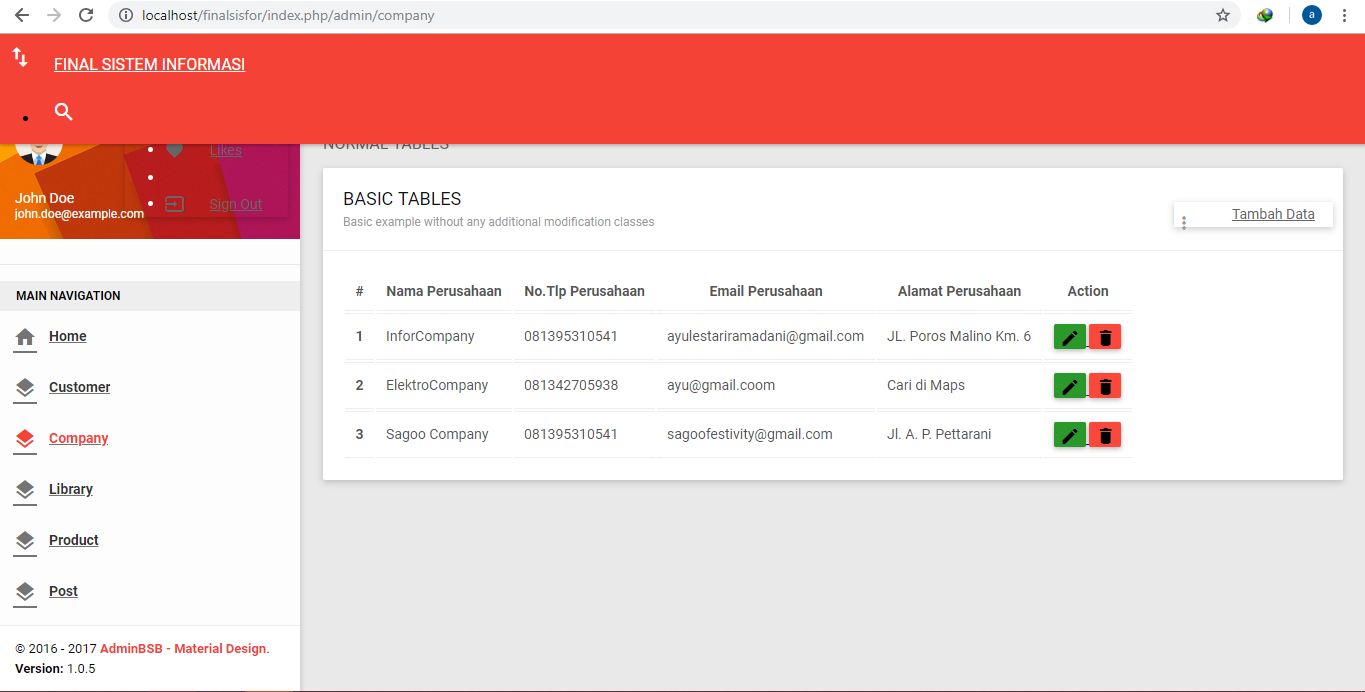 localhost/finalsisfor/index.php/admin/company
a
FINAL SISTEM INFORMASI
Likes
Sign Out
John Doe
john.doe@example.com
MAIN NAVIGATION
Home
Customer
Company
Library
Product
Post
© 2016 - 2017 AdminBSB - Material Design.
Version: 1.0.5
NORMAL TABLES
BASIC TABLES
Basic example without any additional modification classes
Tambah Data
# Nama Perusahaan No.Tlp Perusahaan Email Perusahaan Alamat Perusahaan Action
1 InforCompany 081395310541 ayulestariramadani@gmail.com JL. Poros Malino Km. 6
2 ElektroCompany 081342705938 ayu@gmail.coom Cari di Maps
3 Sagoo Company 081395310541 sagoofestivity@gmail.com Jl. A. P. Pettarani